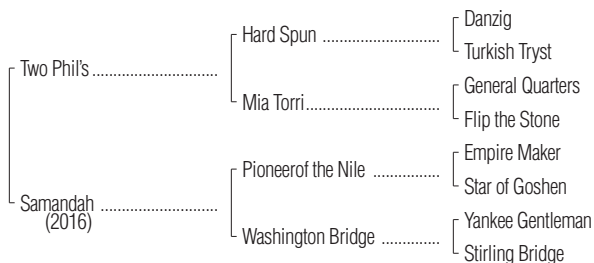 Danzig
Hard Spun
Turkish Tryst
Two Phil's
General Quarters
Mia Torri
Flip the Stone
Empire Maker
Pioneerof the Nile
Star of Goshen
Samandah
(2016)
Yankee Gentleman
Washington Bridge
Stirling Bridge